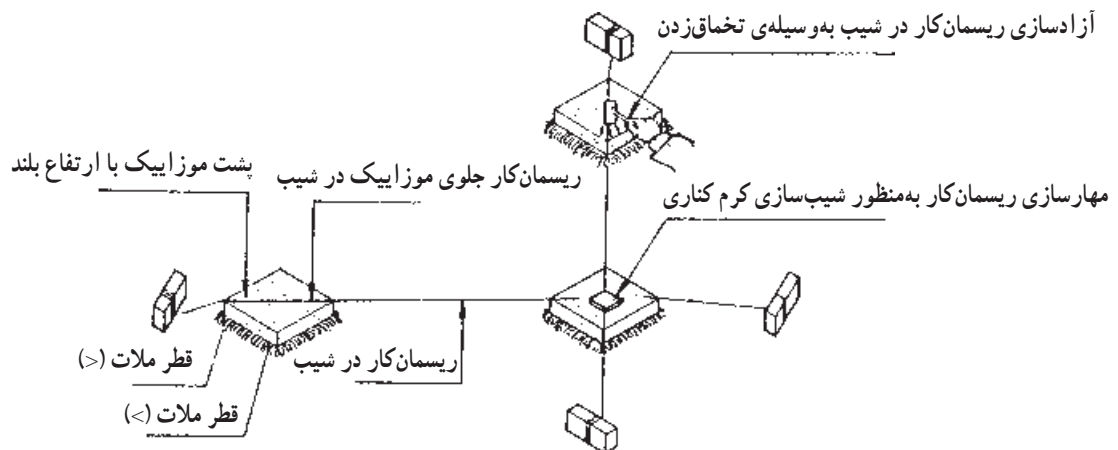 آزادسازی ریسمان‌کار در شیب به‌وسیله‌ی تخماق‌زدن
ریسمان‌کار جلوی موزاییک در شیب
پشت موزاییک با ارتفاع بلند
مهارسازی ریسمان‌کار به‌منظور شیب‌سازی کرم کناری
ریسمان‌کار در شیب
قطر ملات (<)
قطر ملات (>)